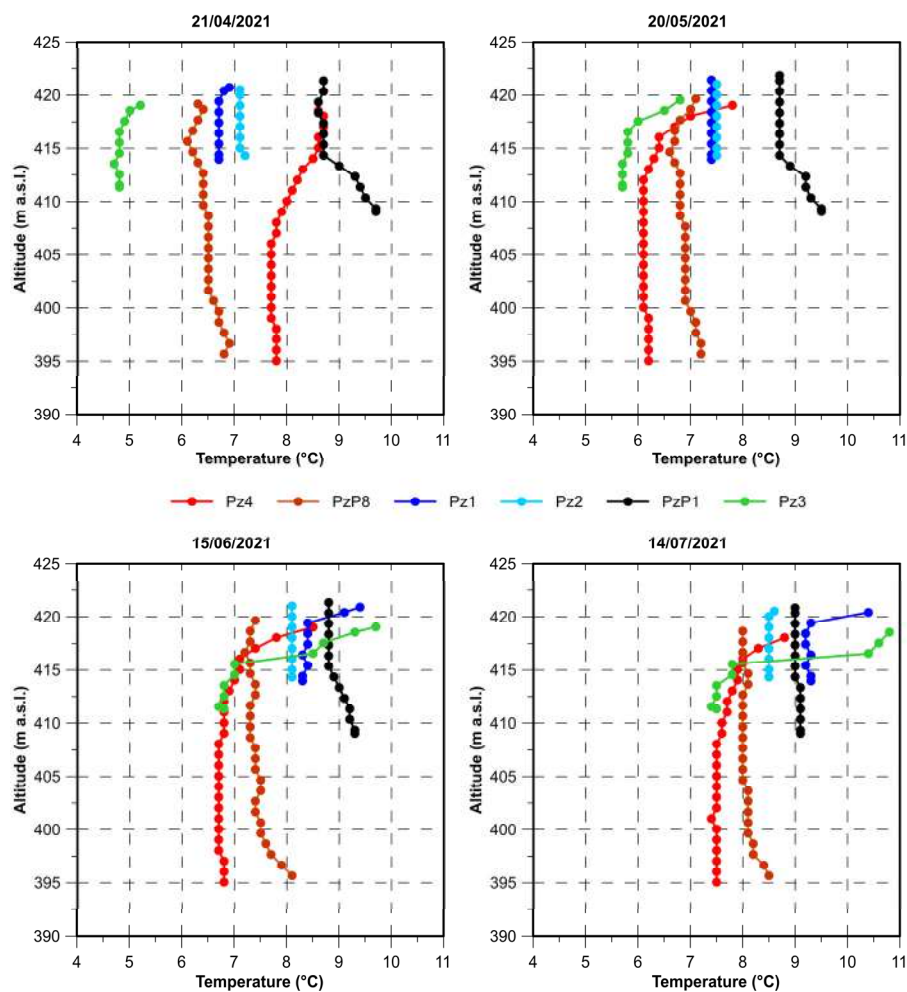 21/04/2021
20/05/2021
Altitude (m a.s.l.)
425
420
415
410
405
400
395
390
4 5 6 7 8 9 10 11
Temperature (°C)
Altitude (m a.s.l.)
425
420
415
410
405
400
395
390
4 5 6 7 8 9 10 11
Temperature (°C)
Pz4 PzP8 Pz1 Pz2 PzP1 Pz3
15/06/2021
14/07/2021
Altitude (m a.s.l.)
425
420
415
410
405
400
395
390
4 5 6 7 8 9 10 11
Temperature (°C)
Altitude (m a.s.l.)
425
420
415
410
405
400
395
390
4 5 6 7 8 9 10 11
Temperature (°C)